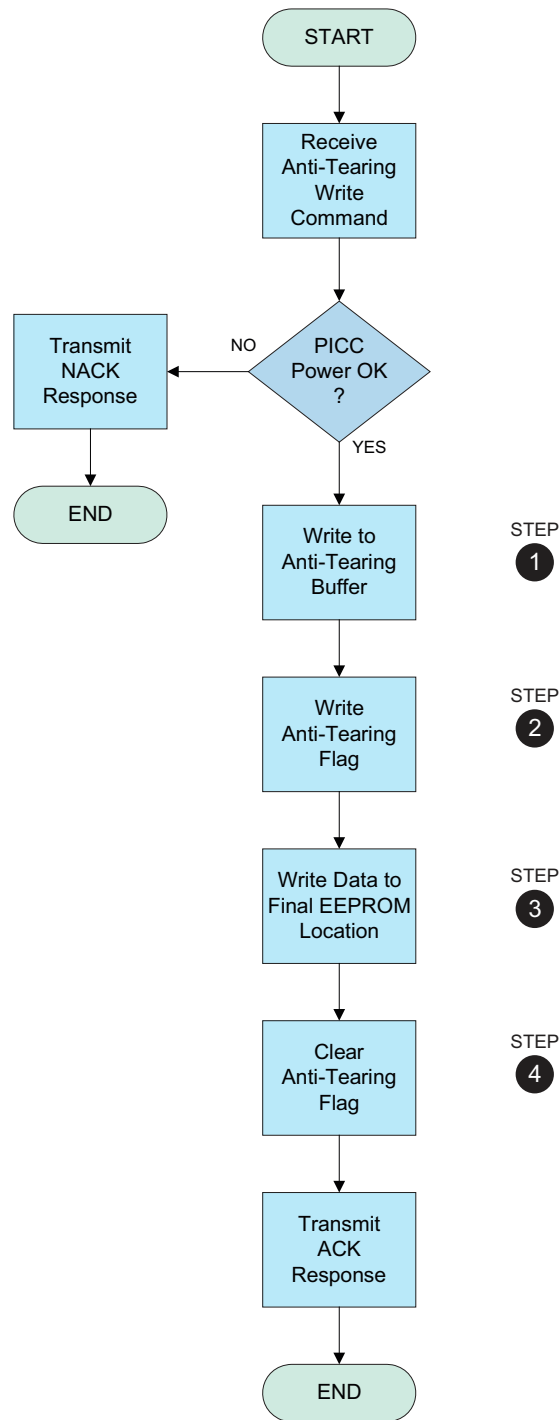 START
Receive
Anti-Tearing
Write
Command
PICC
Power OK
?
NO
Transmit
NACK
Response
END
YES
Write to
Anti-Tearing
Buffer
STEP
1
Write
Anti-Tearing
Flag
STEP
2
Write Data to
Final EEPROM
Location
STEP
3
Clear
Anti-Tearing
Flag
STEP
4
Transmit
ACK
Response
END